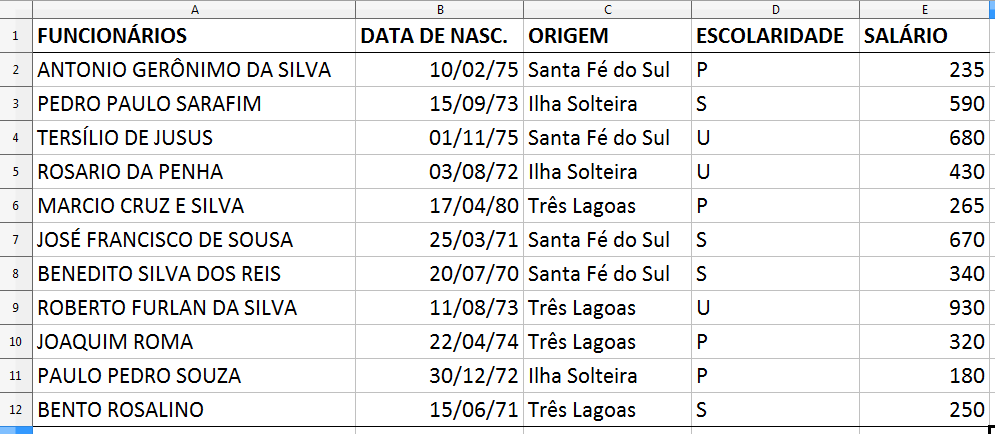 A B C D E
1 FUNCIONÁRIOS DATA DE NASC. ORIGEM ESCOLARIDADE SALÁRIO
2 ANTONIO GERÔNIMO DA SILVA 10/02/75 Santa Fé do Sul P 235
3 PEDRO PAULO SARAFIM 15/09/73 Ilha Solteira S 590
4 TERSÍLIO DE JUSUS 01/11/75 Santa Fé do Sul U 680
5 ROSARIO DA PENHA 03/08/72 Ilha Solteira U 430
6 MARCIO CRUZ E SILVA 17/04/80 Três Lagoas P 265
7 JOSÉ FRANCISCO DE SOUSA 25/03/71 Santa Fé do Sul S 670
8 BENEDITO SILVA DOS REIS 20/07/70 Santa Fé do Sul S 340
9 ROBERTO FURLAN DA SILVA 11/08/73 Três Lagoas U 930
10 JOAQUIM ROMA 22/04/74 Três Lagoas P 320
11 PAULO PEDRO SOUZA 30/12/72 Ilha Solteira P 180
12 BENTO ROSALINO 15/06/71 Três Lagoas S 250